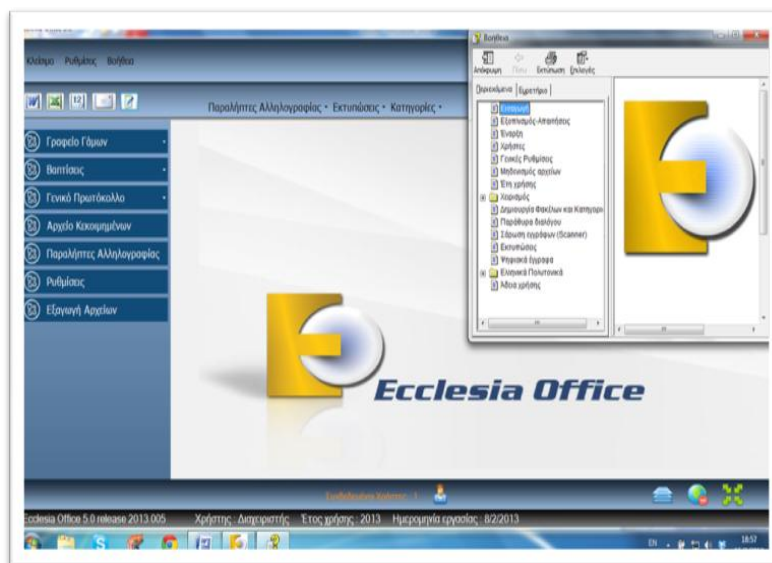 Κλείσιμο Ρυθμίσεις Βοήθεια
Παραλήπτες Αλληλογραφίας • Εκτυπώσεις • Κατηγορίες •
Γραφείο Γάμων
Βαπτίσεις
Γενικό Πρωτόκολλο
Αρχείο Κεκοιμημένων
Παραλήπτες Αλληλογραφίας
Ρυθμίσεις
Εξαγωγή Αρχείων
Ecclesia Office
Βοήθεια
Απόκρυψη Πίσω Εκτύπωση Επιλογές
Περιεχόμενα Ευρετήριο
Εισαγωγή
Εξοπλισμός-Απαιτήσεις
Έναρξη
Χρήστες
Γενικές Ρυθμίσεις
Μηδενισμός αρχείων
Έτη χρήσης
Χειρισμός
Δημιουργία Φακέλων και Κατηγορι
Παράθυρα διαλόγου
Σάρωση εγγράφων (Scanner)
Εκτυπώσεις
Ψηφιακά έγγραφα
Ελληνικά Πολυτονικά
Άδεια χρήσης
Συνδεδεμένοι Χρήστες : 1
Ecclesia Office 5.0 release 2013.005 Χρήστης : Διαχειριστής Έτος χρήσης : 2013 Ημερομηνία εργασίας : 8/2/2013
EN 18:57